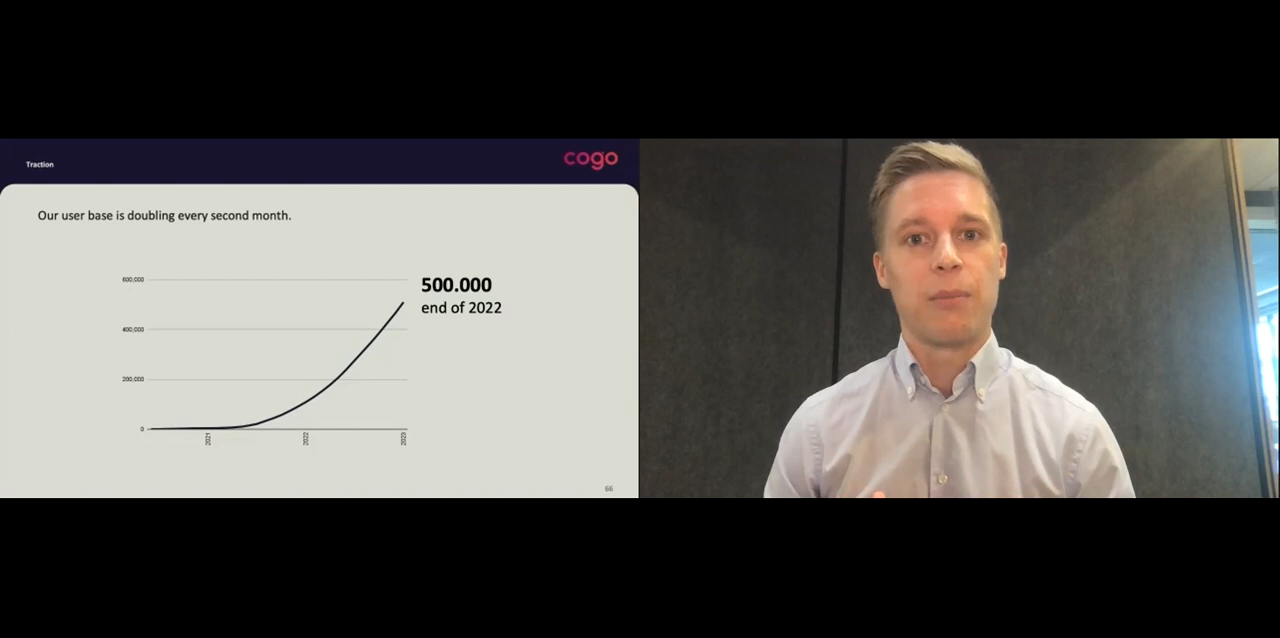 Traction
cogo
Our user base is doubling every second month.
600,000
400,000
200,000
0
500.000
end of 2022
2021
2022
2023
66